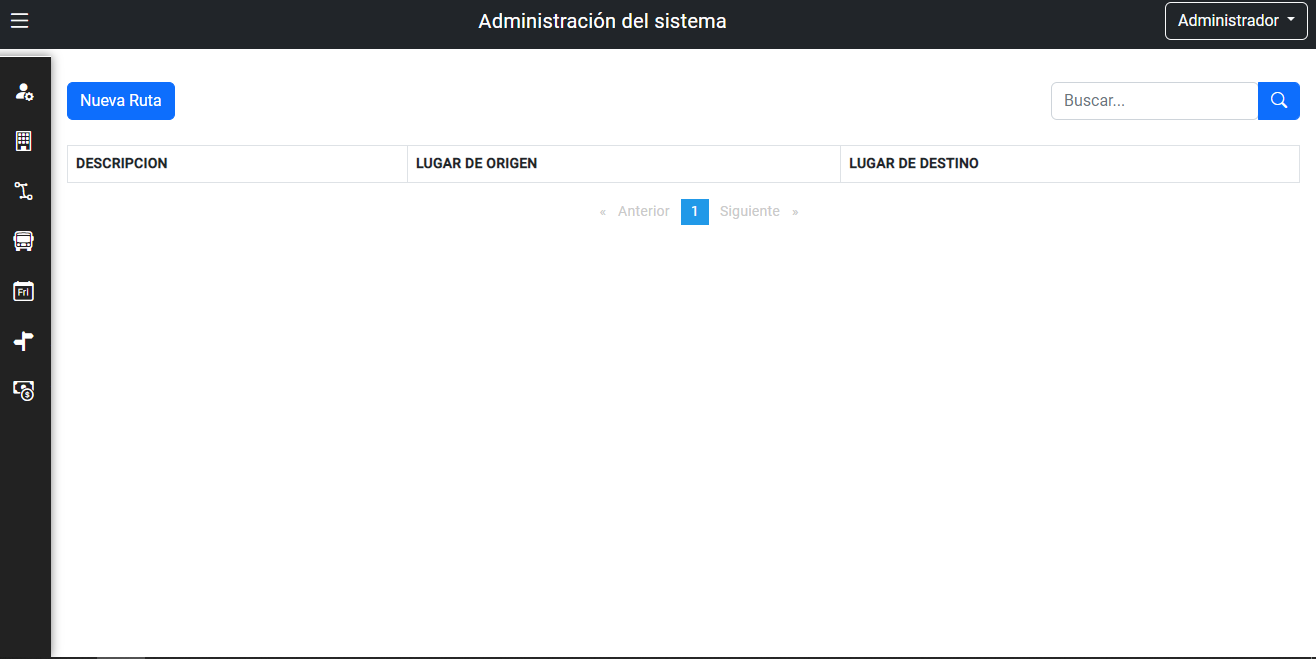 Administración del sistema
Administrador
Nueva Ruta
Buscar...
DESCRIPCION LUGAR DE ORIGEN LUGAR DE DESTINO
« Anterior 1 Siguiente »
Fri
$